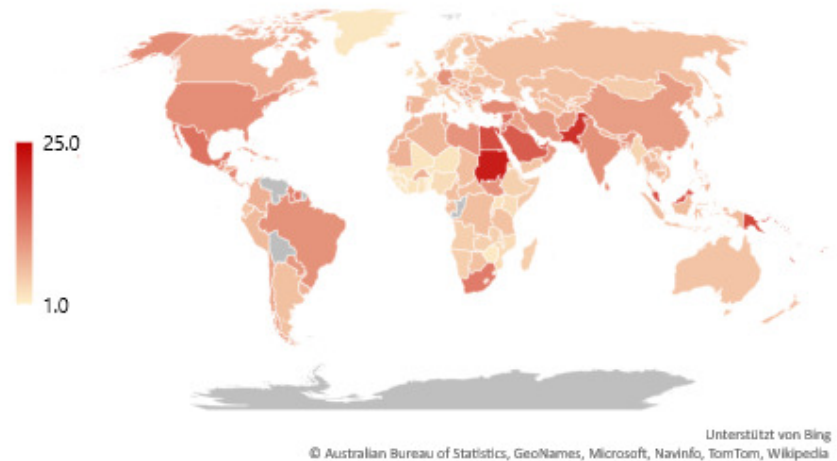 25.0
1.0
Unterstützt von Bing
© Australian Bureau of Statistics, GeoNames, Microsoft, Navinfo, TomTom, Wikipedia